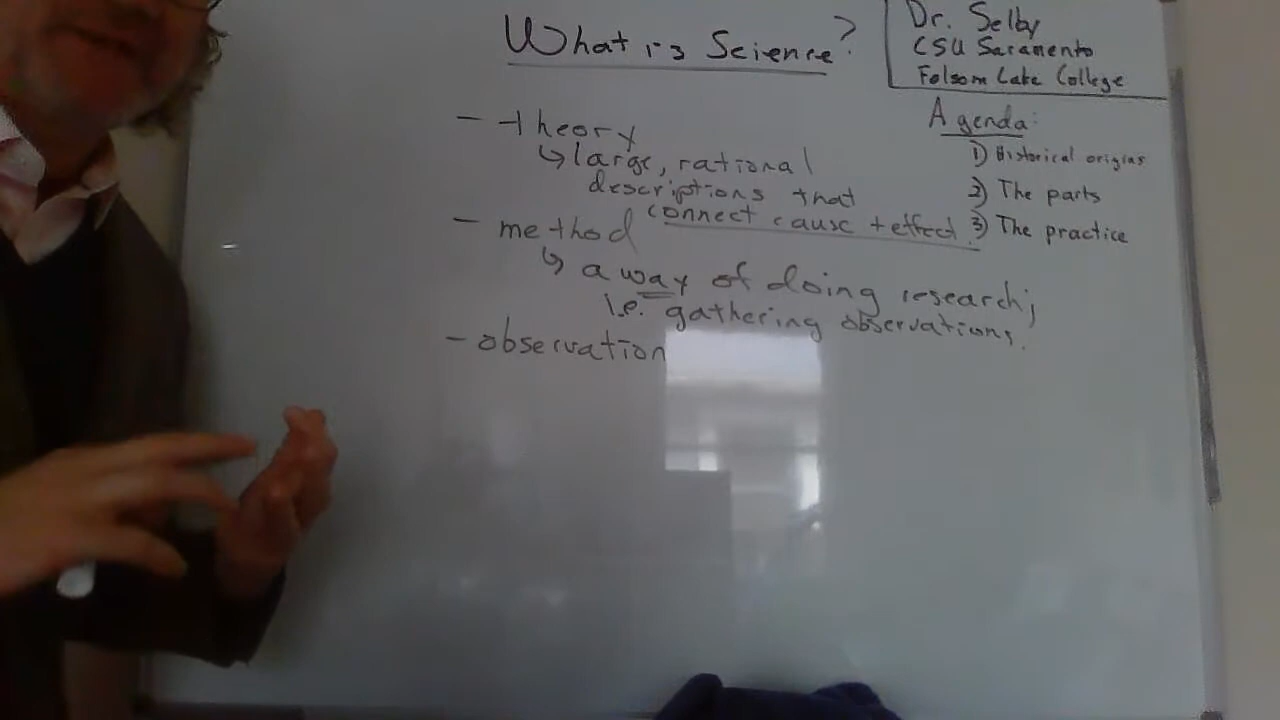 What is Science?
Dr. Selby
CSU Saramento
Folsom Lake College
Agenda:
1) Historical origins
2) The parts
3) The practice
- theory
↳ large, rational
descriptions that
connect cause + effect.
- method
↳ a way of doing research;
i.e. gathering observations.
- observation